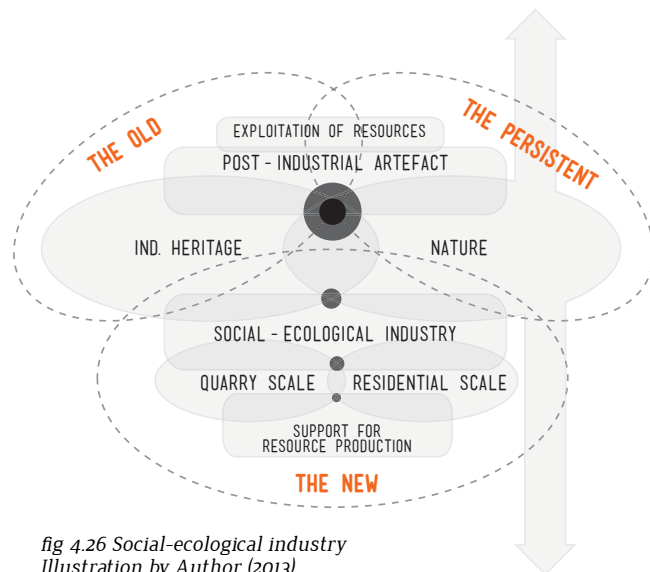 EXPLOITATION OF RESOURCES
THE OLD
THE PERSISTENT
POST - INDUSTRIAL ARTEFACT
IND. HERITAGE
NATURE
SOCIAL - ECOLOGICAL INDUSTRY
QUARRY SCALE
RESIDENTIAL SCALE
SUPPORT FOR
RESOURCE PRODUCTION
THE NEW
fig 4.26 Social-ecological industry
Illustration by Author (2013)